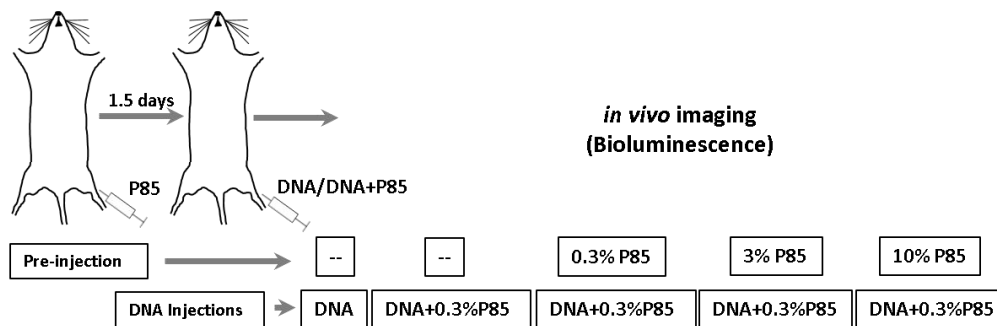 1.5 days
in vivo imaging
(Bioluminescence)
P85
DNA/DNA+P85
Pre-injection -- -- 0.3% P85 3% P85 10% P85
DNA Injections DNA DNA+0.3%P85 DNA+0.3%P85 DNA+0.3%P85 DNA+0.3%P85